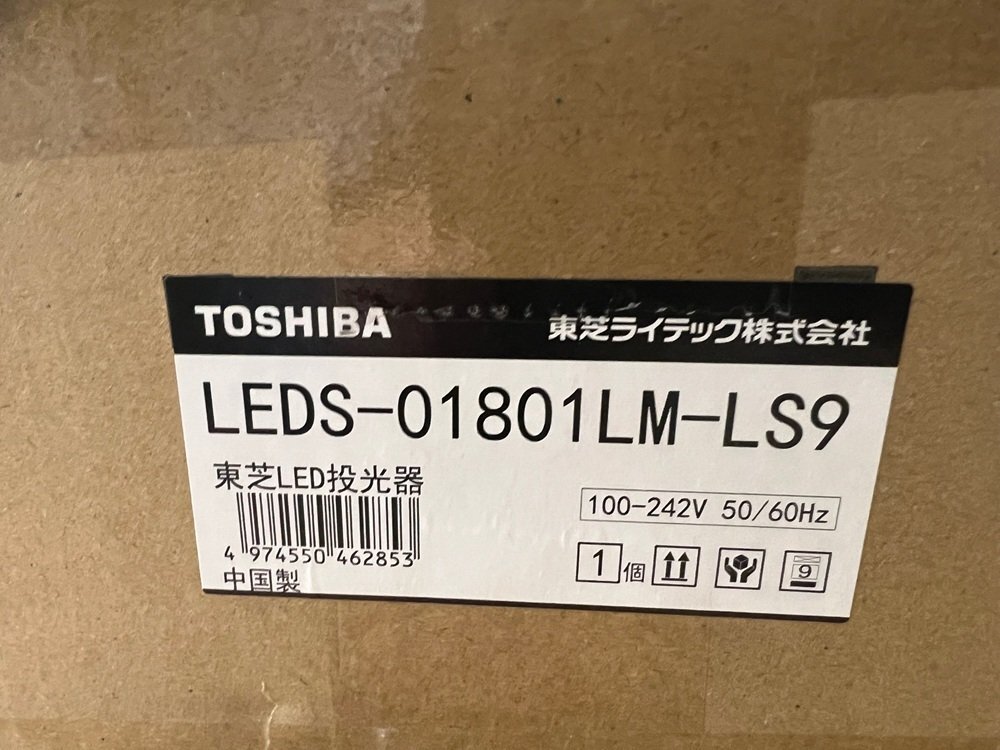 TOSHIBA 東芝ライテック株式会社
LEDS-01801LM-LS9
東芝LED投光器
100-242V 50/60Hz
4 974550 462853
1個
9
中国製